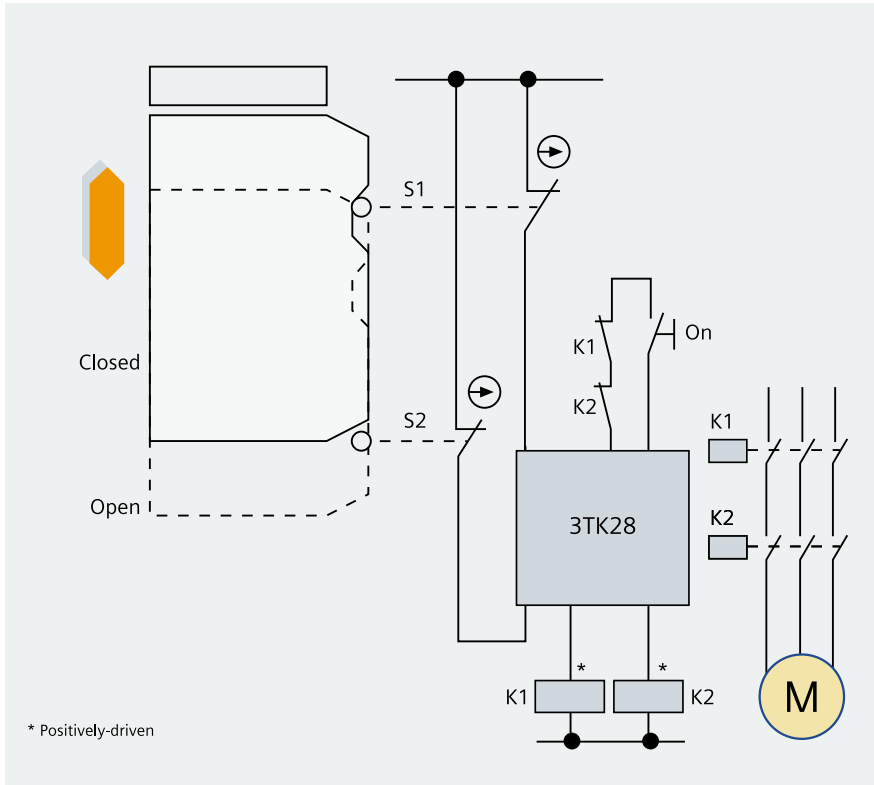 S1
K1
On
Closed
K2
S2
K1
Open
3TK28
K2
*
*
K1
K2
M
* Positively-driven